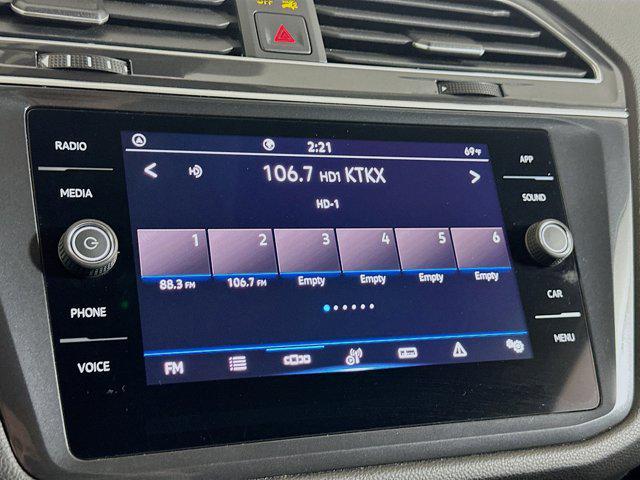 OFF
RADIO
MEDIA
PHONE
VOICE
2:21
69°F
106.7 HD1 KTKX
HD-1
1 2 3 4 5 6
88.3 FM 106.7 FM Empty Empty Empty Empty
FM
APP
SOUND
CAR
MENU